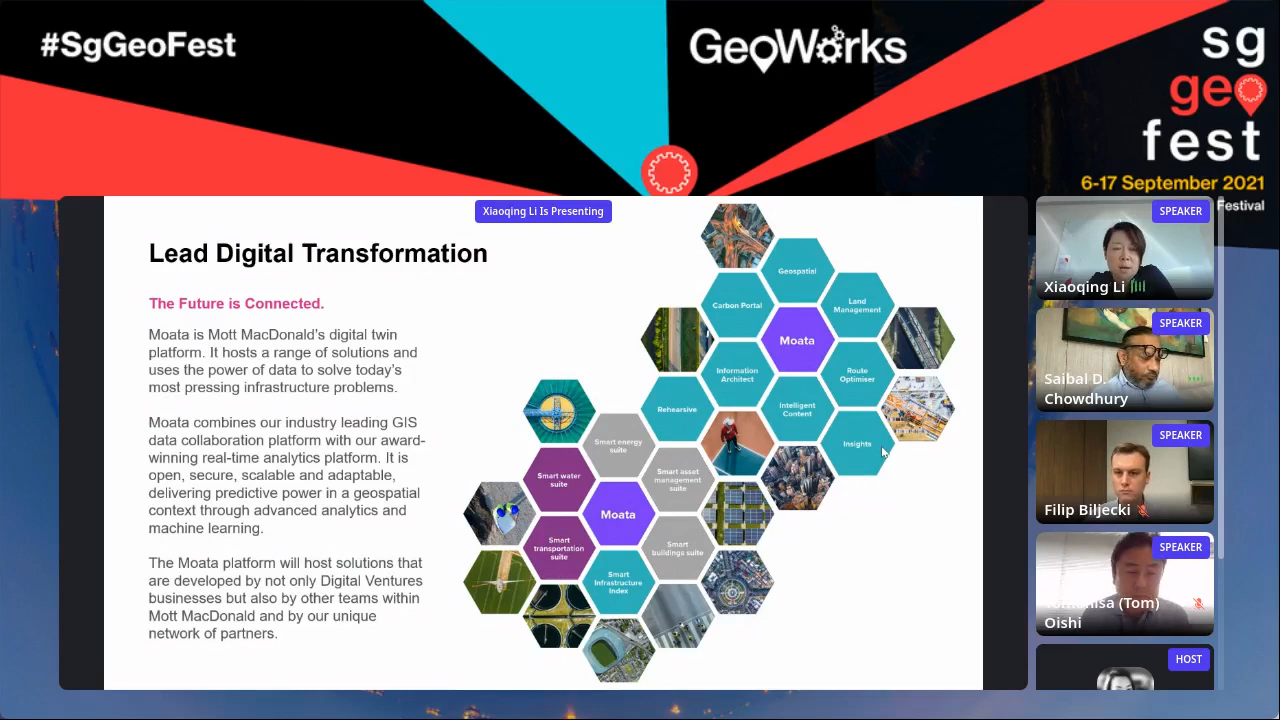 #SgGeoFest
GeoWorks
sg
geo
fest
6-17 September 2021
Festival
Xiaoqing Li Is Presenting
Lead Digital Transformation
The Future is Connected.
Moata is Mott MacDonald's digital twin
platform. It hosts a range of solutions and
uses the power of data to solve today's
most pressing infrastructure problems.
Moata combines our industry leading GIS
data collaboration platform with our award-
winning real-time analytics platform. It is
open, secure, scalable and adaptable,
delivering predictive power in a geospatial
context through advanced analytics and
machine learning.
The Moata platform will host solutions that
are developed by not only Digital Ventures
businesses but also by other teams within
Mott MacDonald and by our unique
network of partners.
Geospatial
Carbon Portal
Land
Management
Moata
Information
Architect
Route
Optimiser
Rehearsive
Intelligent
Content
Insights
Smart energy
suite
Smart water
suite
Smart asset
management
suite
Moata
Smart
transportation
suite
Smart
buildings suite
Smart
Infrastructure
Index
SPEAKER
Xiaoqing Li
SPEAKER
Saibal D.
Chowdhury
SPEAKER
Filip Biljecki
SPEAKER
Tomohisa (Tom)
Oishi
HOST